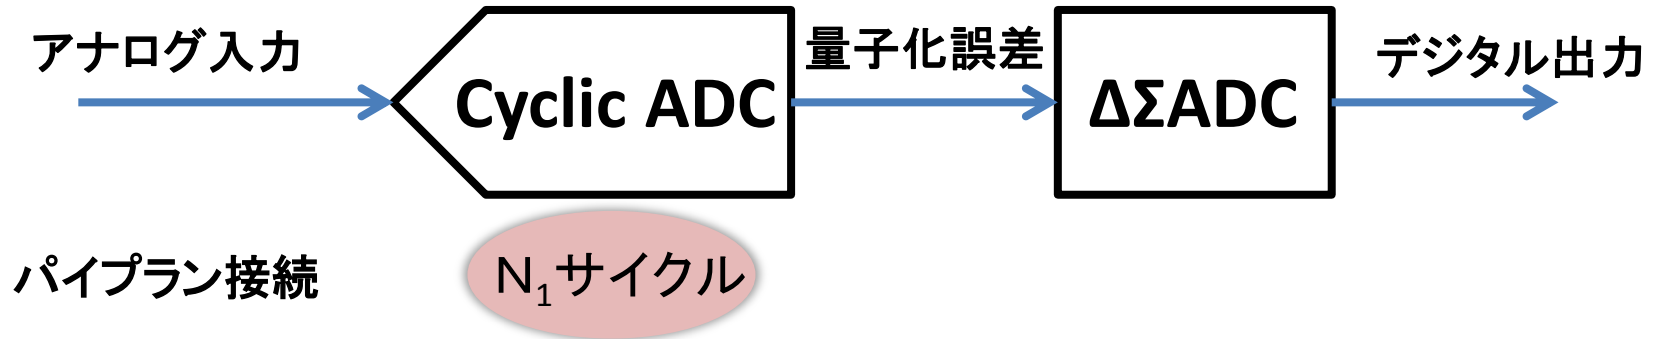 アナログ入力
Cyclic ADC
量子化誤差
ΔΣADC
デジタル出力
パイプラン接続
N₁サイクル